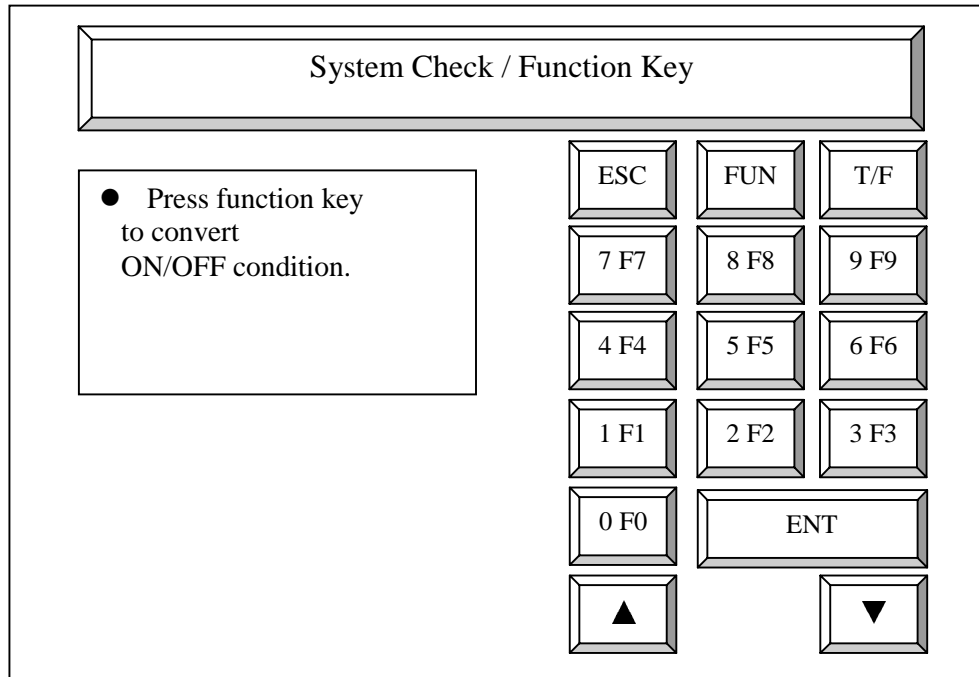 System Check / Function Key
● Press function key
to convert
ON/OFF condition.
ESC FUN T/F
7 F7 8 F8 9 F9
4 F4 5 F5 6 F6
1 F1 2 F2 3 F3
0 F0 ENT
▲ ▼